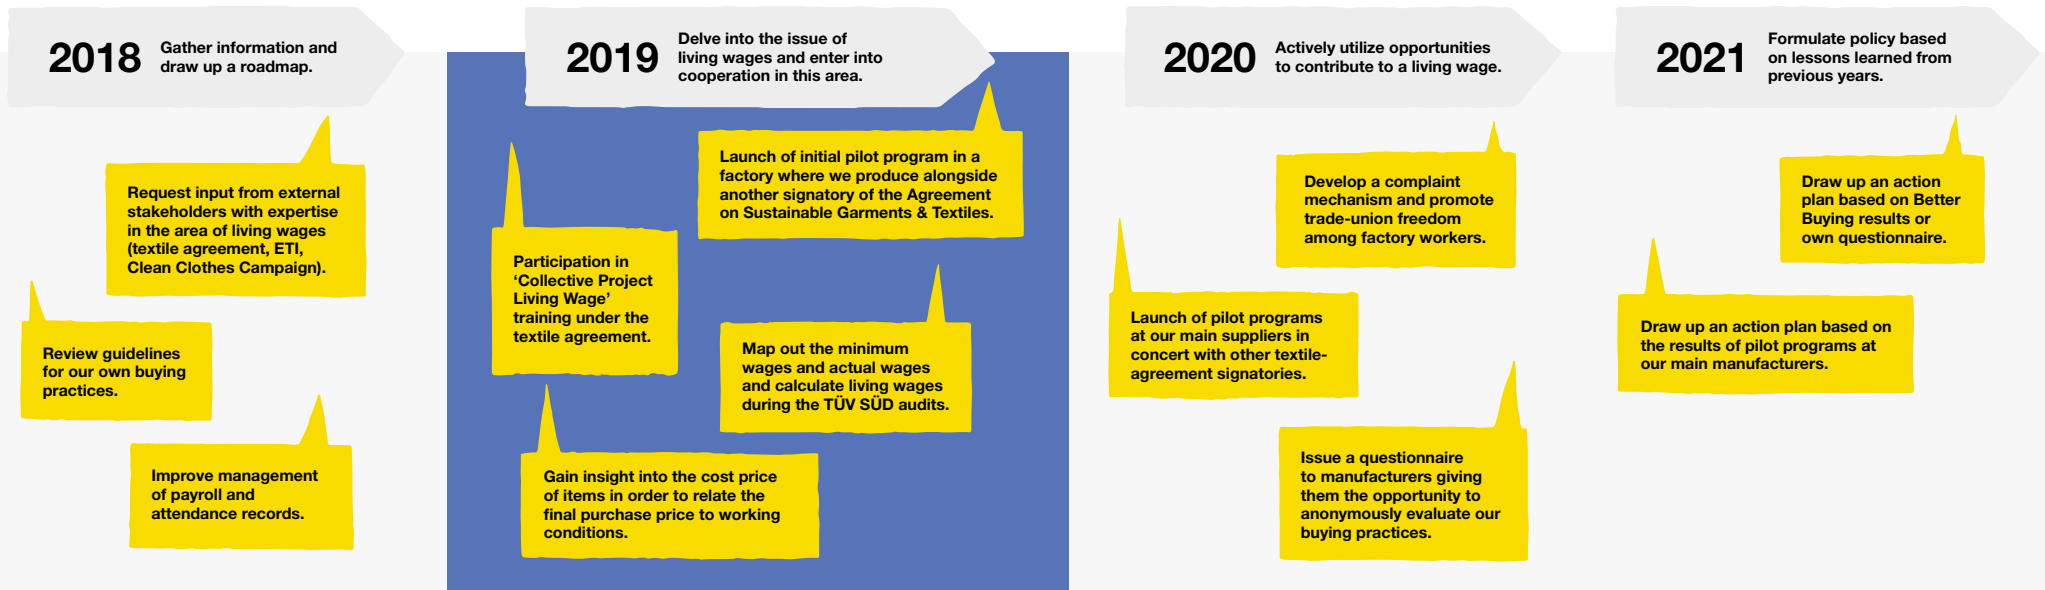 2018
Gather information and
draw up a roadmap.
Request input from external
stakeholders with expertise
in the area of living wages
(textile agreement, ETI,
Clean Clothes Campaign).
Review guidelines
for our own buying
practices.
Improve management
of payroll and
attendance records.
2019
Delve into the issue of
living wages and enter into
cooperation in this area.
Launch of initial pilot program in a
factory where we produce alongside
another signatory of the Agreement
on Sustainable Garments & Textiles.
Participation in
‘Collective Project
Living Wage’
training under the
textile agreement.
Map out the minimum
wages and actual wages
and calculate living wages
during the TÜV SÜD audits.
Gain insight into the cost price
of items in order to relate the
final purchase price to working
conditions.
2020
Actively utilize opportunities
to contribute to a living wage.
Develop a complaint
mechanism and promote
trade-union freedom
among factory workers.
Launch of pilot programs
at our main suppliers in
concert with other textile-
agreement signatories.
Issue a questionnaire
to manufacturers giving
them the opportunity to
anonymously evaluate our
buying practices.
2021
Formulate policy based
on lessons learned from
previous years.
Draw up an action
plan based on Better
Buying results or
own questionnaire.
Draw up an action plan based on
the results of pilot programs at
our main manufacturers.